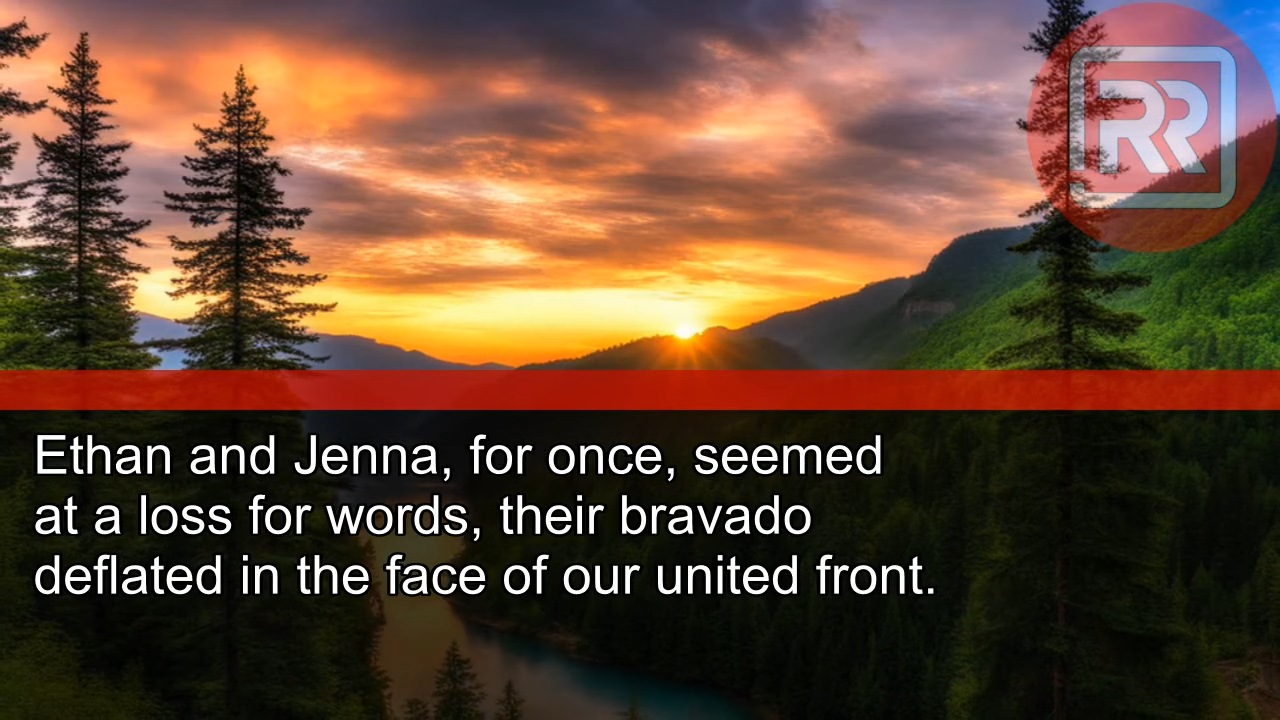 RR
Ethan and Jenna, for once, seemed
at a loss for words, their bravado
deflated in the face of our united front.